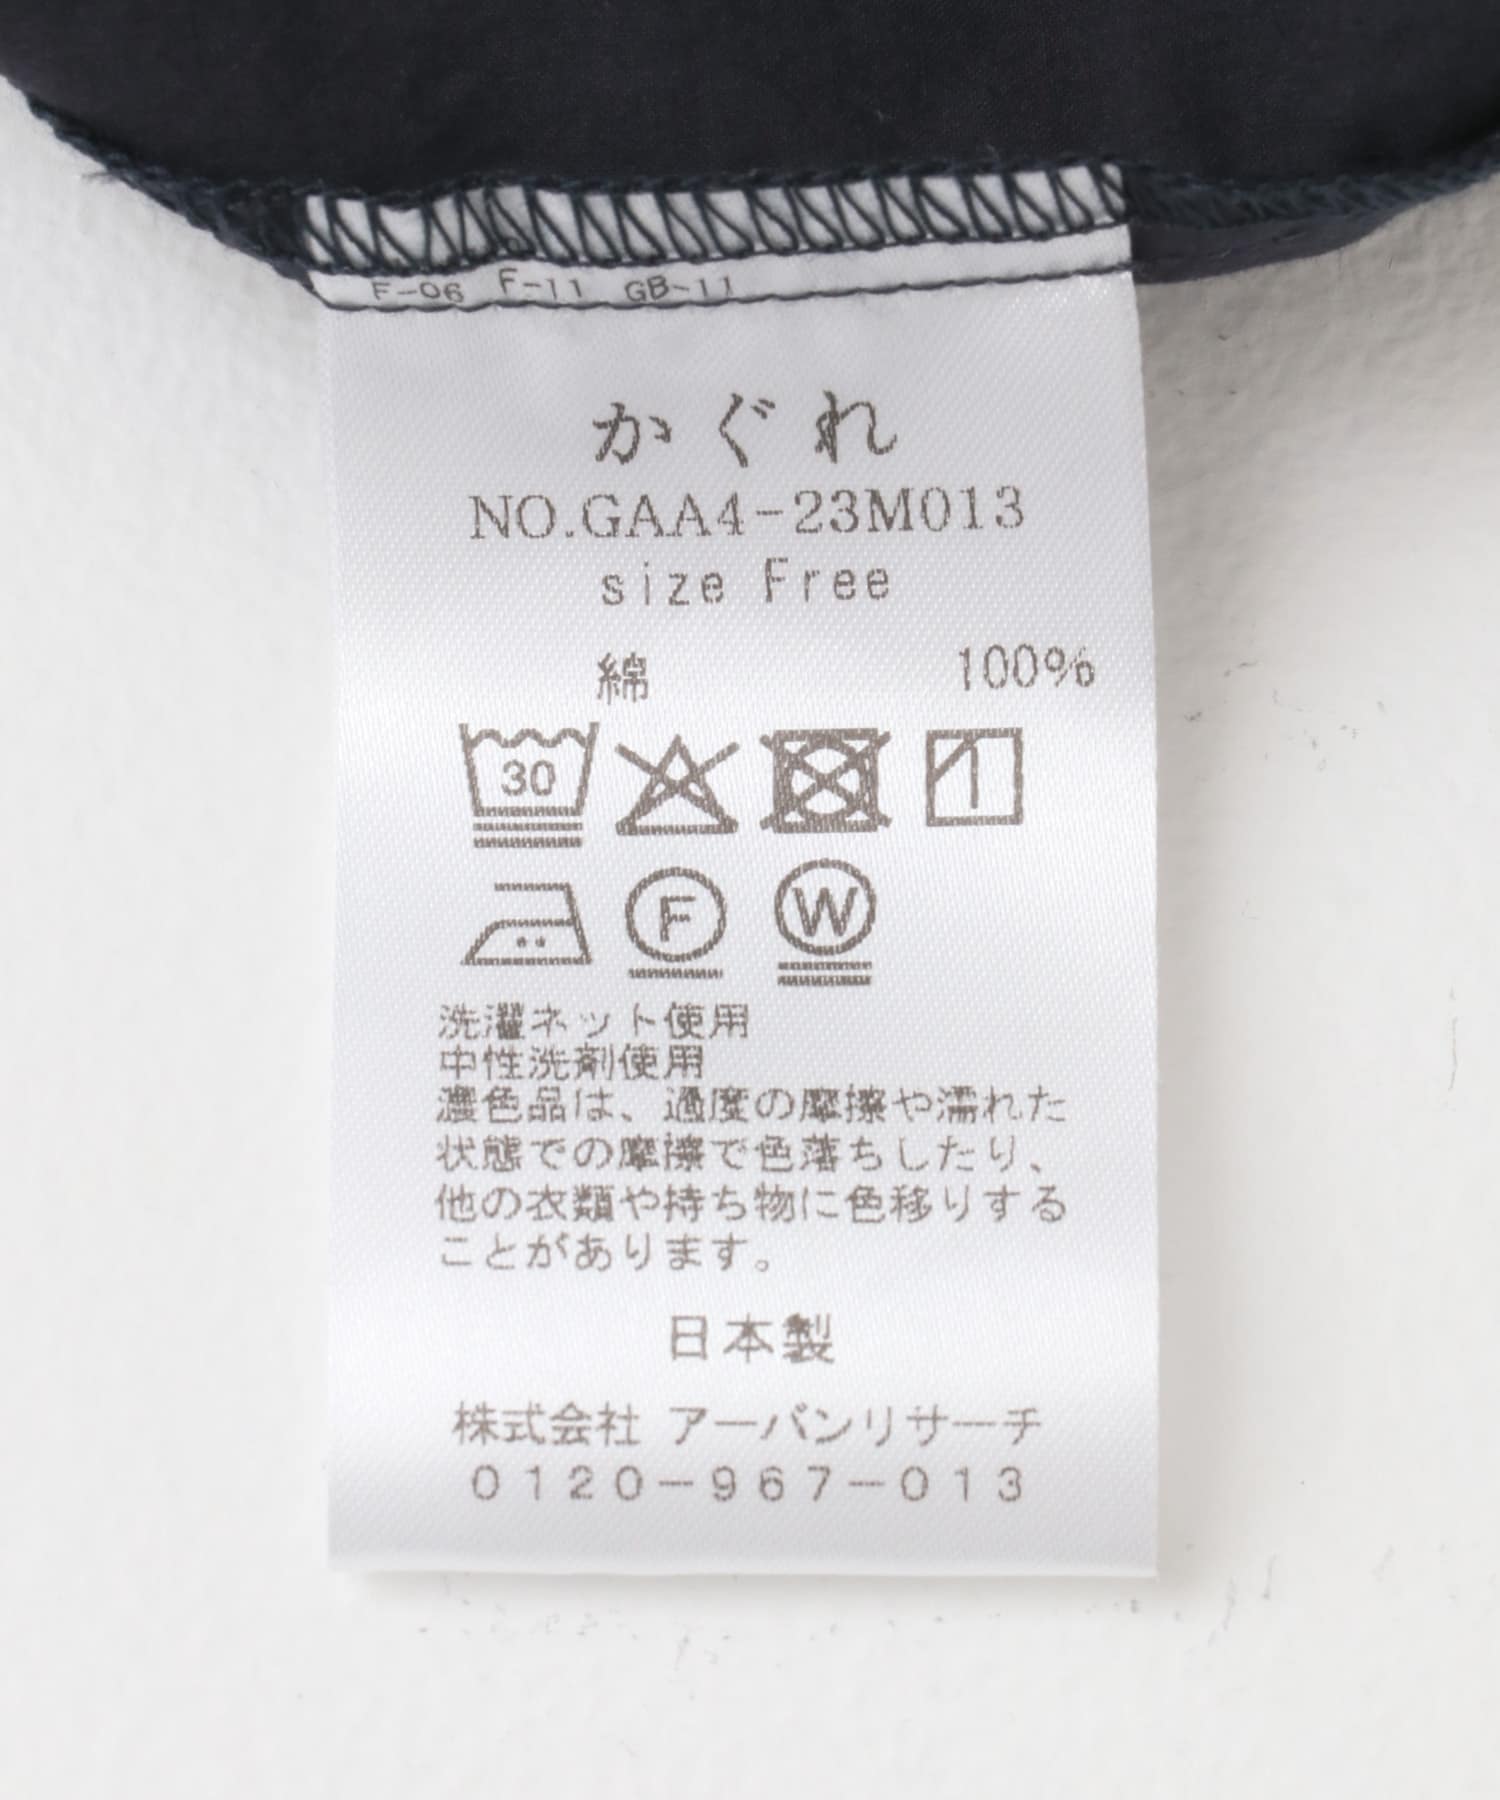 F-06 F-11 GB-11
かぐれ
NO.GAA4-23M013
size Free
綿 100%
30
F W
洗濯ネット使用
中性洗剤使用
濃色品は、過度の摩擦や濡れた
状態での摩擦で色落ちしたり、
他の衣類や持ち物に色移りする
ことがあります。
日本製
株式会社 アーバンリサーチ
0120-967-013